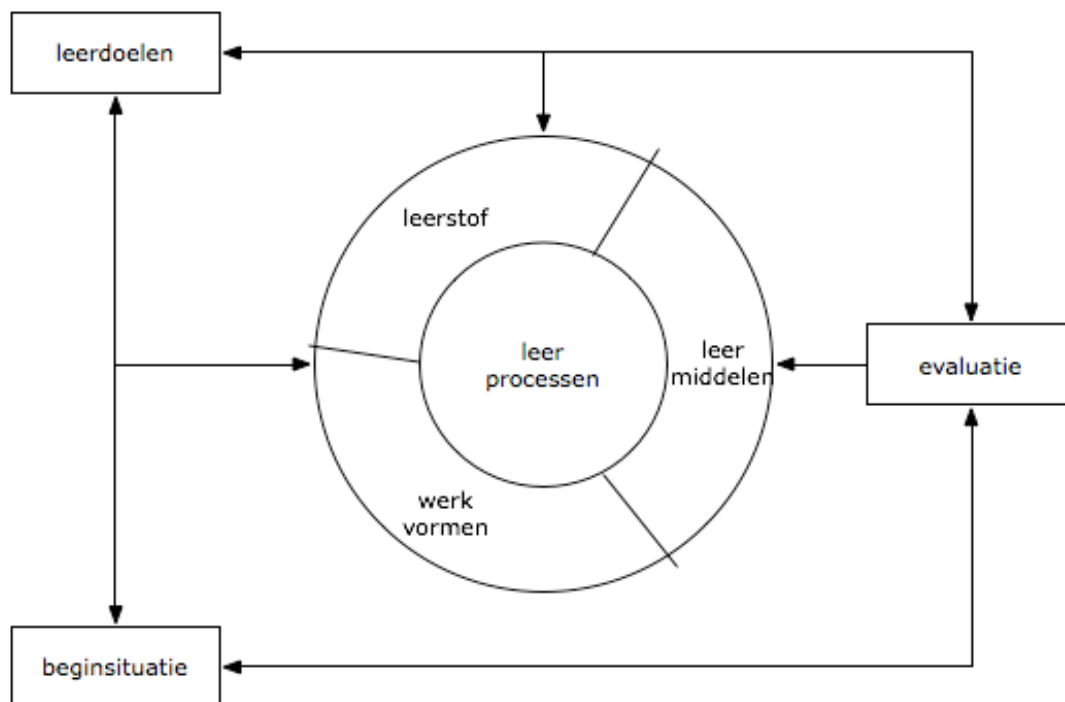 leerdoelen
leerstof
leer
processen
leer
middelen
evaluatie
werk
vormen
beginsituatie